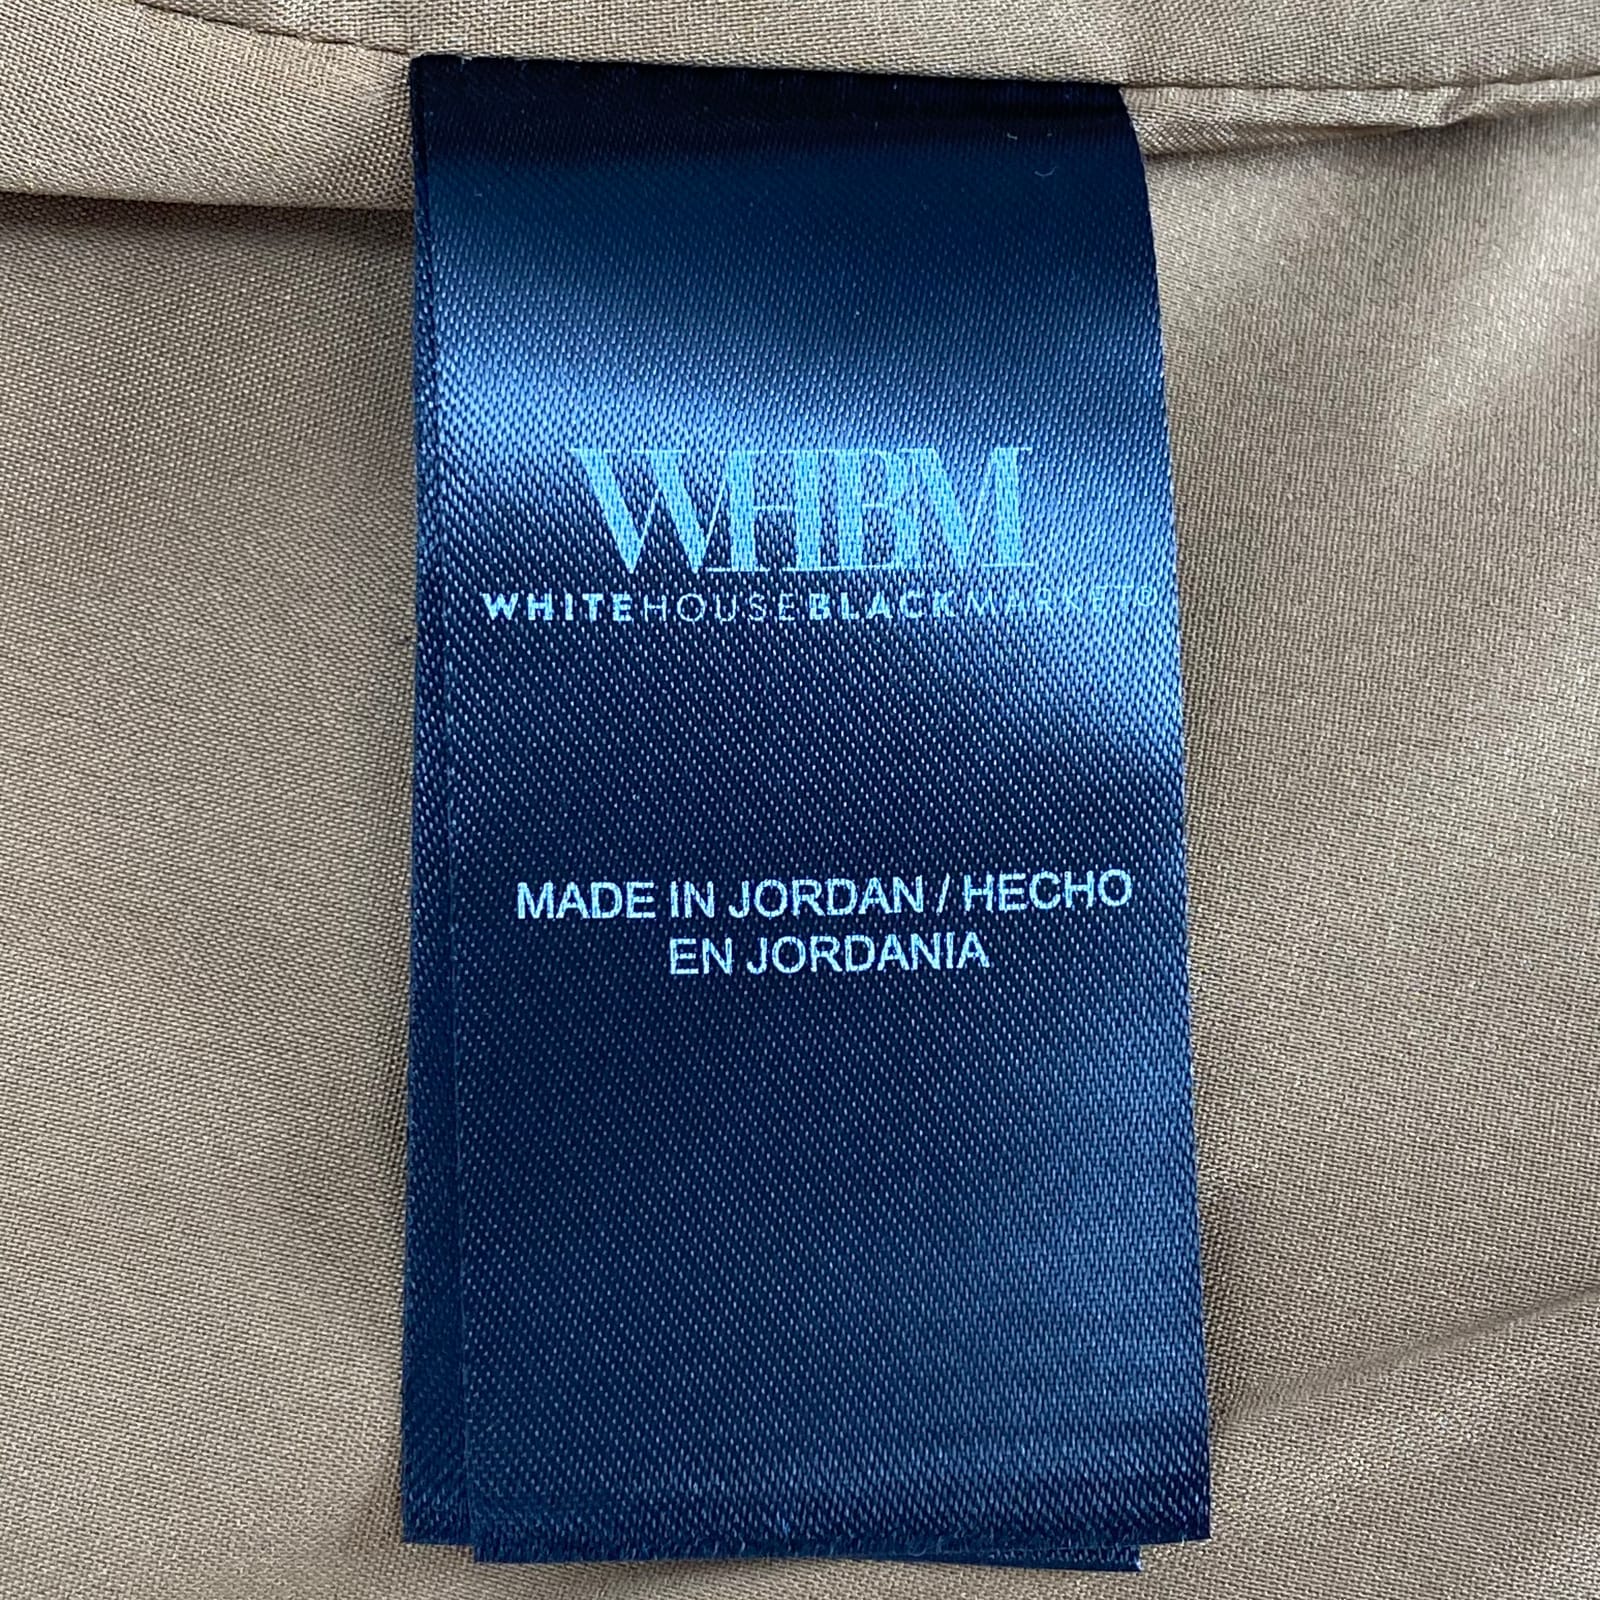 WHBM
WHITEHOUSEBLACKMARKET®
MADE IN JORDAN / HECHO
EN JORDANIA